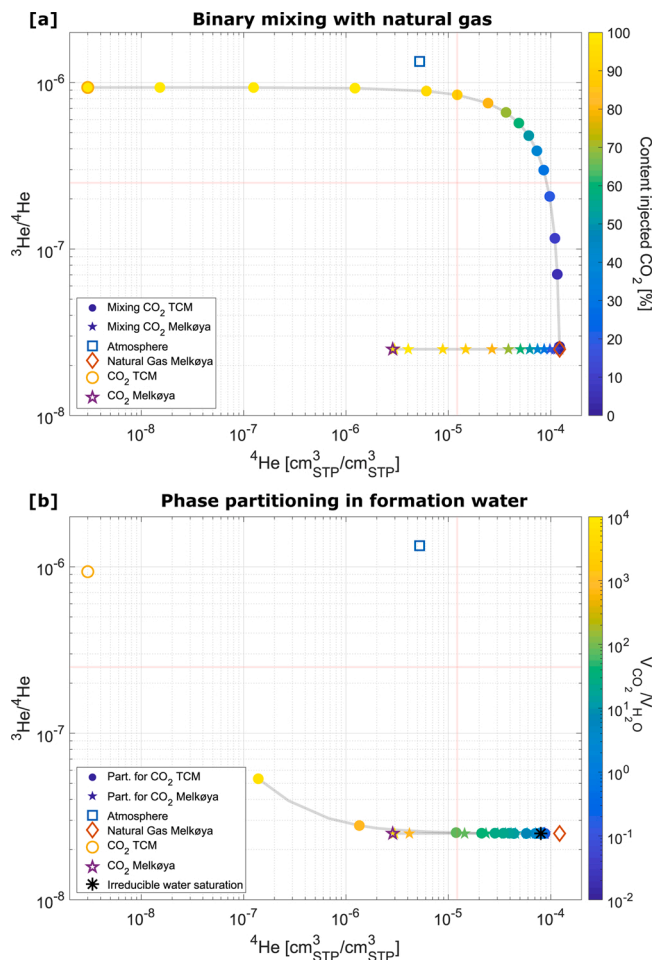 [a] Binary mixing with natural gas
10⁻⁶
10⁻⁷
10⁻⁸
³He/⁴He
Mixing CO₂ TCM
Mixing CO₂ Melkøya
Atmosphere
Natural Gas Melkøya
CO₂ TCM
CO₂ Melkøya
10⁻⁸ 10⁻⁷ 10⁻⁶ 10⁻⁵ 10⁻⁴
⁴He [cm³STP/cm³STP]
100
90
80
70
60
50
40
30
20
10
0
Content injected CO₂ [%]
[b] Phase partitioning in formation water
10⁻⁶
10⁻⁷
10⁻⁸
³He/⁴He
Part. for CO₂ TCM
Part. for CO₂ Melkøya
Atmosphere
Natural Gas Melkøya
CO₂ TCM
CO₂ Melkøya
Irreducible water saturation
10⁻⁸ 10⁻⁷ 10⁻⁶ 10⁻⁵ 10⁻⁴
⁴He [cm³STP/cm³STP]
10⁴
10³
10²
10¹
10⁰
10⁻¹
10⁻²
V CO₂/V H₂O